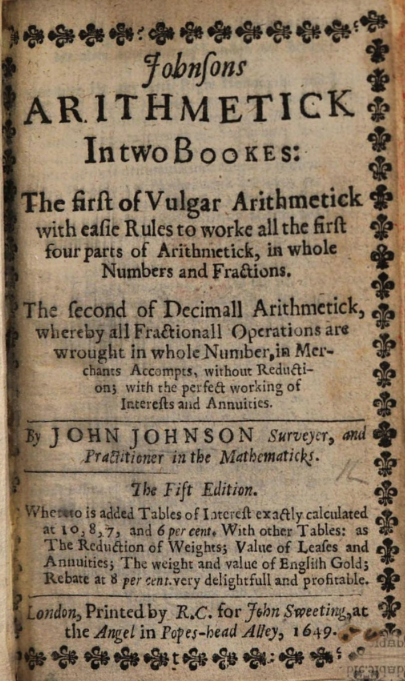 Johnſons
ARITHMETICK
In two BOOKES:
The firſt of Vulgar Arithmetick
with eaſie Rules to worke all the firſt
four parts of Arithmetick, in whole
Numbers and Fractions.
The ſecond of Decimall Arithmetick,
whereby all Fractionall Operations are
wrought in whole Number, in Mer-
chants Accompts, without Reducti-
on; with the perfect working of
Intereſts and Annuities.
By JOHN JOHNSON Surveyer, and
Practitioner in the Mathematicks.
The Fift Edition.
Whereto is added Tables of Intereſt exactly calculated
at 10, 8, 7, and 6 per cent. With other Tables: as
The Reduction of Weights; Value of Leaſes and
Annuities; The weight and value of Engliſh Gold;
Rebate at 8 per cent. very delightfull and profitable.
London, Printed by R.C. for John Sweeting, at
the Angel in Popes-head Alley, 1649.